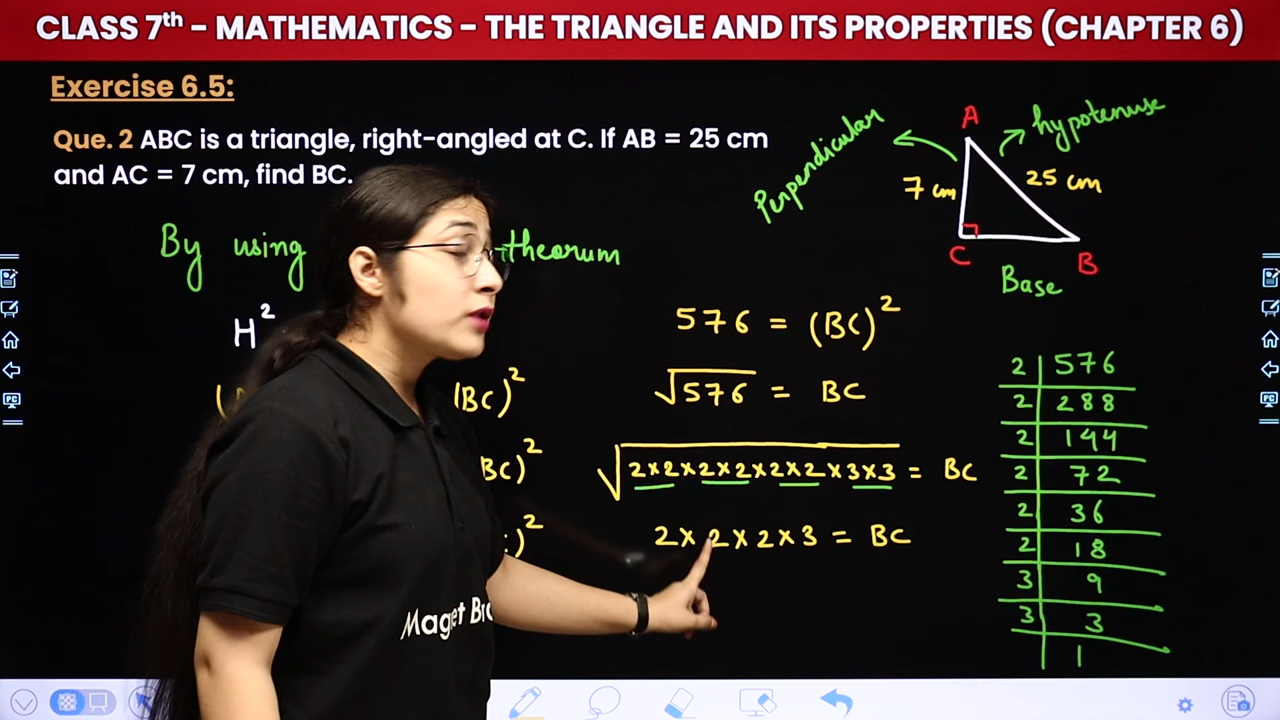 CLASS 7th - MATHEMATICS - THE TRIANGLE AND ITS PROPERTIES (CHAPTER 6)
Exercise 6.5:
Que. 2 ABC is a triangle, right-angled at C. If AB = 25 cm
and AC = 7 cm, find BC.
Perpendicular
A
hypotenuse
7 cm
25 cm
C
B
Base
By using theorum
H²
BC)²
BC)²
)²
576 = (BC)²
√576 = BC
√2×2×2×2×2×2×3×3 = BC
2×2×2×3 = BC
2 576
2 288
2 144
2 72
2 36
2 18
3 9
3 3
1
PC
PC